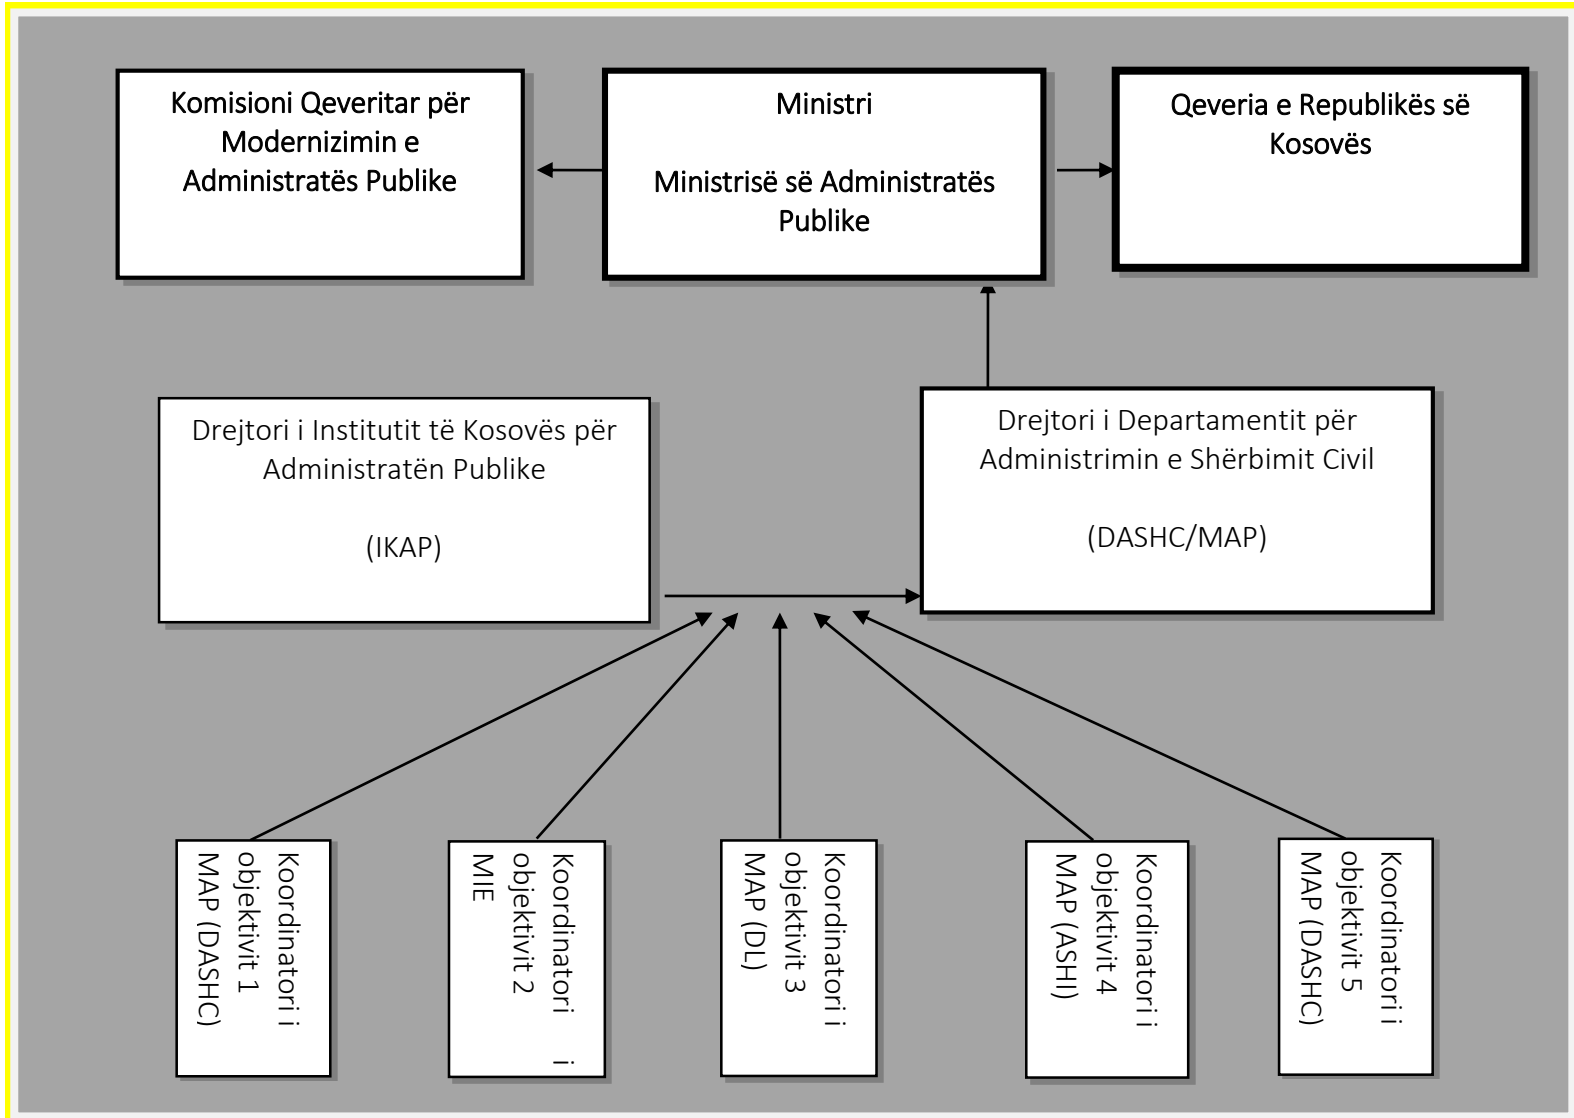 Komisioni Qeveritar për
Modernizimin e
Administratës Publike
Ministri
Ministrisë së Administratës
Publike
Qeveria e Republikës së
Kosovës
Drejtori i Institutit të Kosovës për
Administratën Publike
(IKAP)
Drejtori i Departamentit për
Administrimin e Shërbimit Civil
(DASHC/MAP)
Koordinatori i
objektivit 1
MAP (DASHC)
Koordinatori i
objektivit 2
MIE
Koordinatori i
objektivit 3
MAP (DL)
Koordinatori i
objektivit 4
MAP (ASHI)
Koordinatori i
objektivit 5
MAP (DASHC)